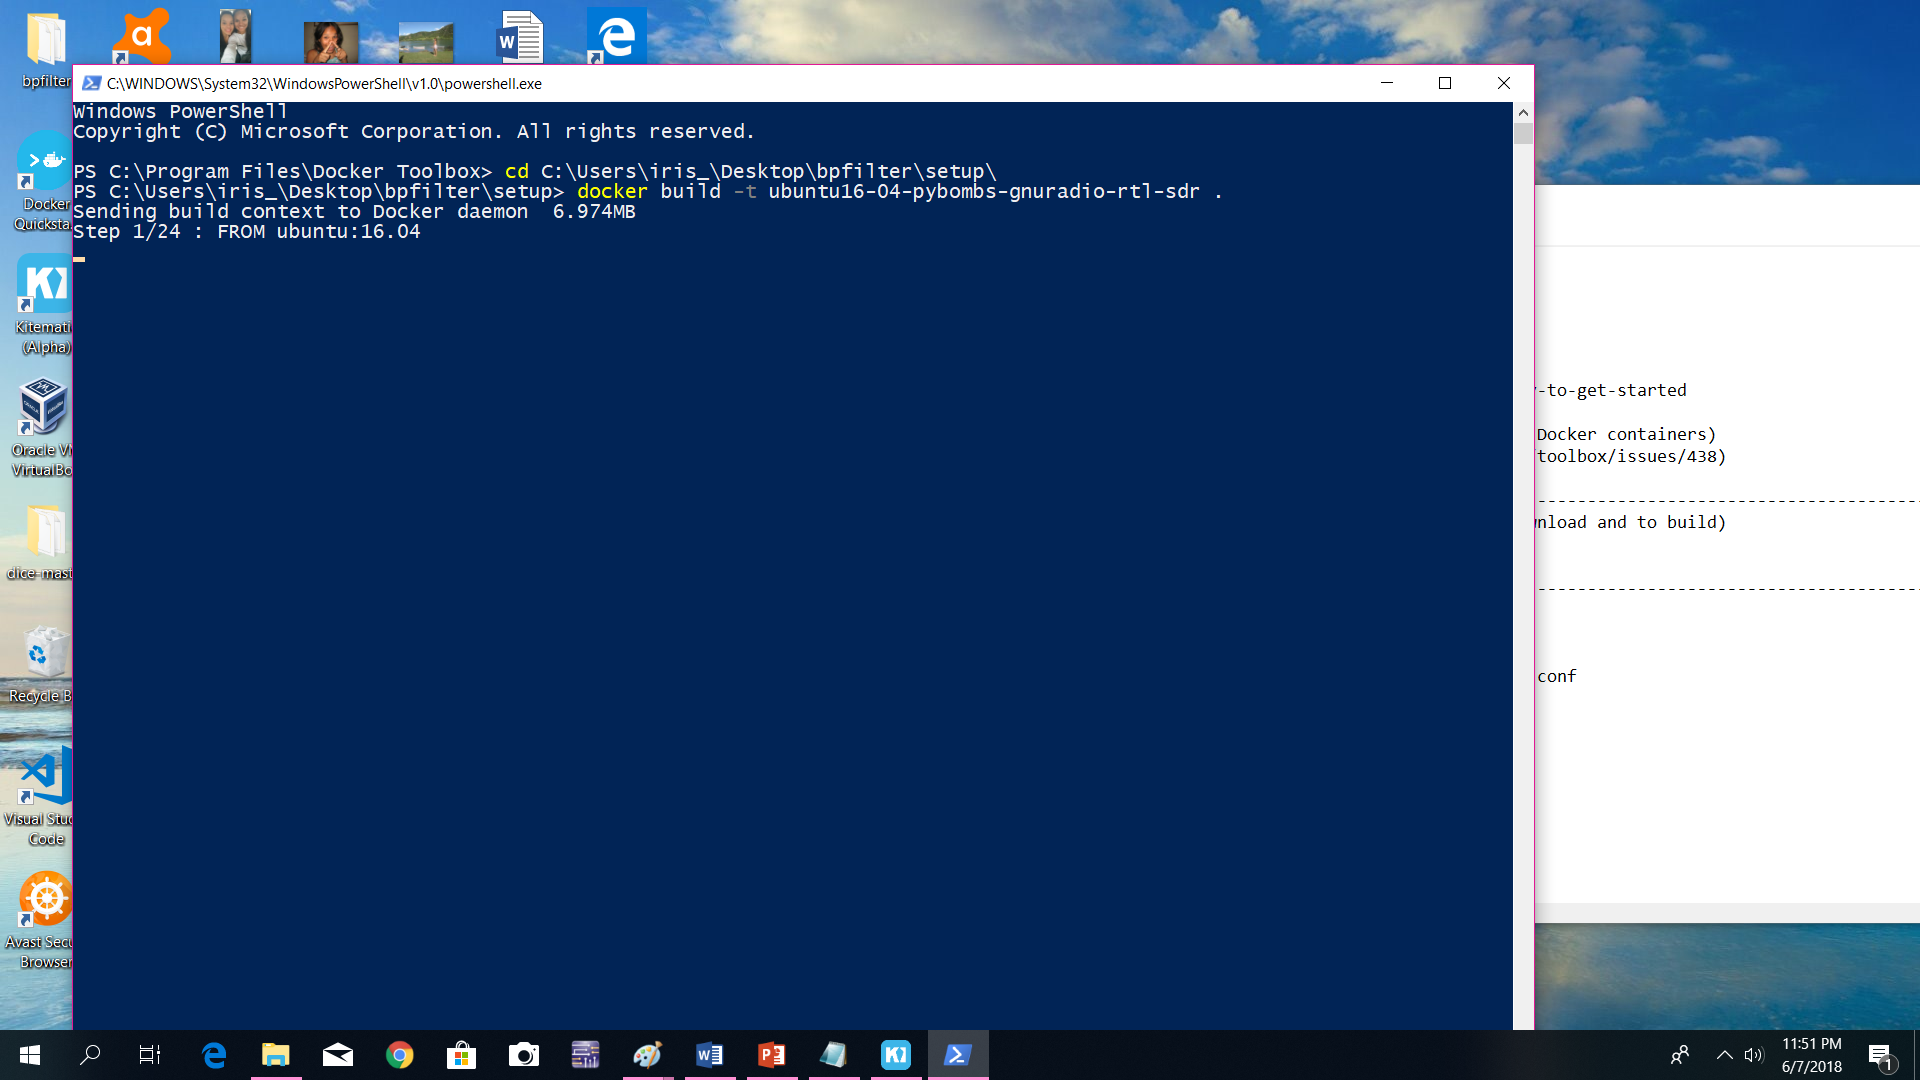 bpfilter
C:\WINDOWS\System32\WindowsPowerShell\v1.0\powershell.exe
Windows PowerShell
Copyright (C) Microsoft Corporation. All rights reserved.
PS C:\Program Files\Docker Toolbox> cd C:\Users\iris_\Desktop\bpfilter\setup\
PS C:\Users\iris_\Desktop\bpfilter\setup> docker build -t ubuntu16-04-pybombs-gnuradio-rtl-sdr .
Sending build context to Docker daemon  6.974MB
Step 1/24 : FROM ubuntu:16.04
Docker
Quicksta
Kitemati
(Alpha)
Oracle V
VirtualBo
dice-mast
Recycle B
Visual Stud
Code
Avast Secu
Browser
-to-get-started
Docker containers)
toolbox/issues/438)
nload and to build)
conf
11:51 PM
6/7/2018
1